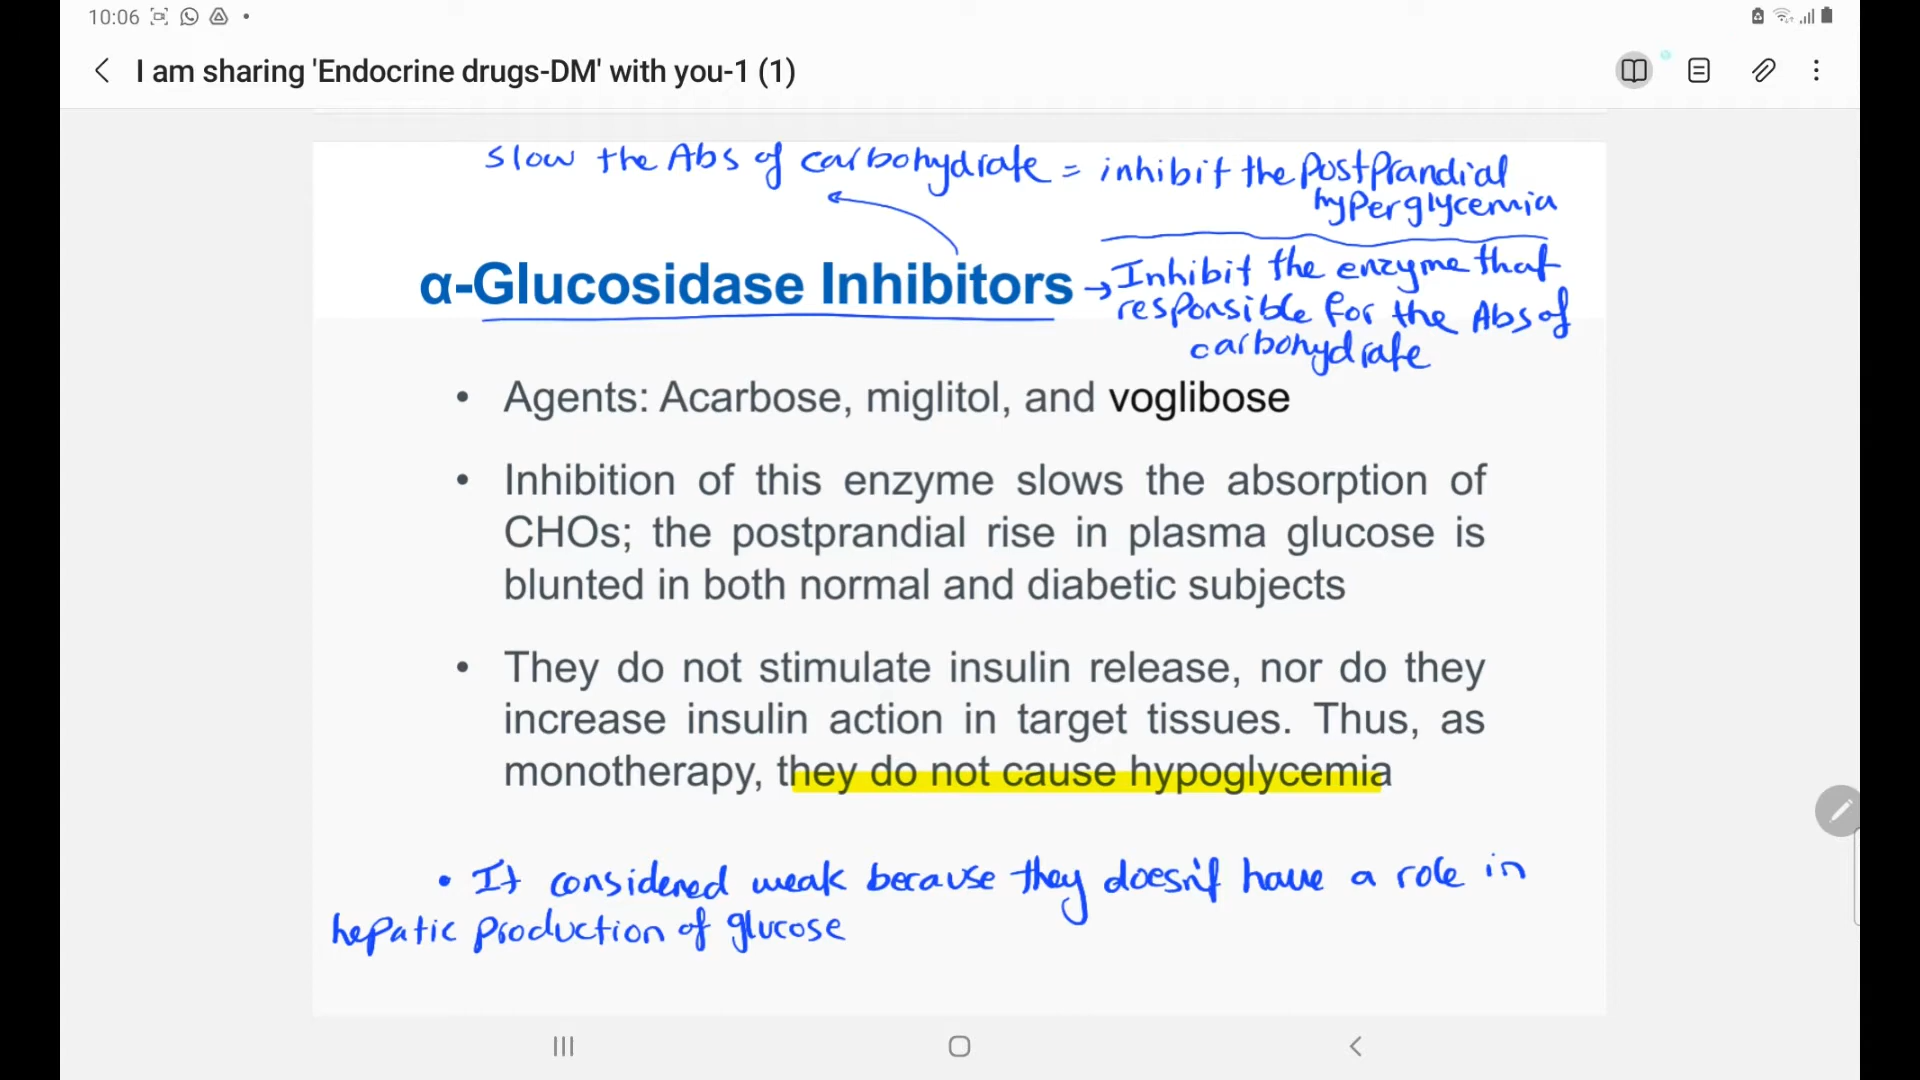 10:06
I am sharing 'Endocrine drugs-DM' with you-1 (1)
slow the Abs of carbohydrate = inhibit the Postprandial
hyperglycemia
α-Glucosidase Inhibitors → Inhibit the enzyme that
responsible for the Abs of
carbohydrate
• Agents: Acarbose, miglitol, and voglibose
• Inhibition of this enzyme slows the absorption of
CHOs; the postprandial rise in plasma glucose is
blunted in both normal and diabetic subjects
• They do not stimulate insulin release, nor do they
increase insulin action in target tissues. Thus, as
monotherapy, they do not cause hypoglycemia
• It considered weak because they doesn't have a role in
hepatic production of glucose